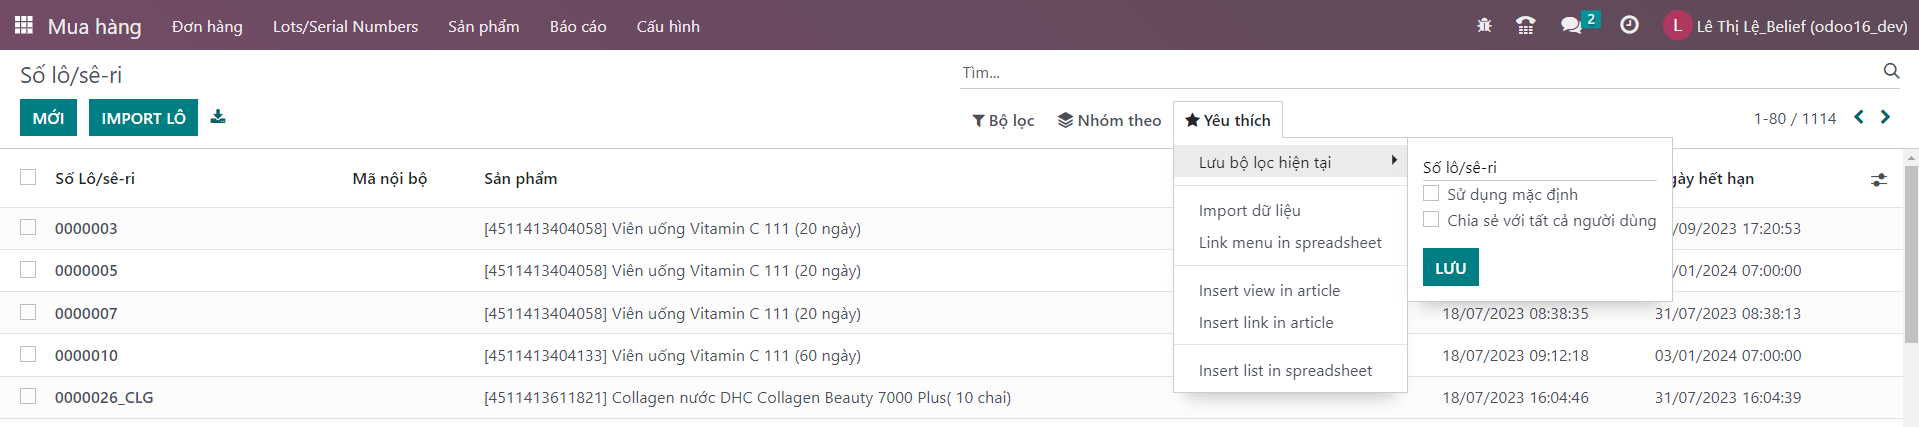 Mua hàng Đơn hàng Lots/Serial Numbers Sản phẩm Báo cáo Cấu hình 2 L Lê Thị Lệ_Belief (odoo16_dev)
Số lô/sê-ri Tìm...
MỚI IMPORT LÔ Bộ lọc Nhóm theo Yêu thích 1-80 / 1114
Lưu bộ lọc hiện tại
Import dữ liệu
Link menu in spreadsheet
Insert view in article
Insert link in article
Insert list in spreadsheet
Số lô/sê-ri
Sử dụng mặc định
Chia sẻ với tất cả người dùng
LƯU
Số Lô/sê-ri Mã nội bộ Sản phẩm gày hết hạn
0000003 [4511413404058] Viên uống Vitamin C 111 (20 ngày) /09/2023 17:20:53
0000005 [4511413404058] Viên uống Vitamin C 111 (20 ngày) /01/2024 07:00:00
0000007 [4511413404058] Viên uống Vitamin C 111 (20 ngày) 18/07/2023 08:38:35 31/07/2023 08:38:13
0000010 [4511413404133] Viên uống Vitamin C 111 (60 ngày) 18/07/2023 09:12:18 03/01/2024 07:00:00
0000026_CLG [4511413611821] Collagen nước DHC Collagen Beauty 7000 Plus( 10 chai) 18/07/2023 16:04:46 31/07/2023 16:04:39